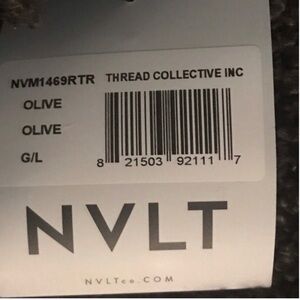 NVM1469RTR THREAD COLLECTIVE INC
OLIVE
OLIVE
G/L
8 21503 92111 7
NVLT
NVLTco.COM